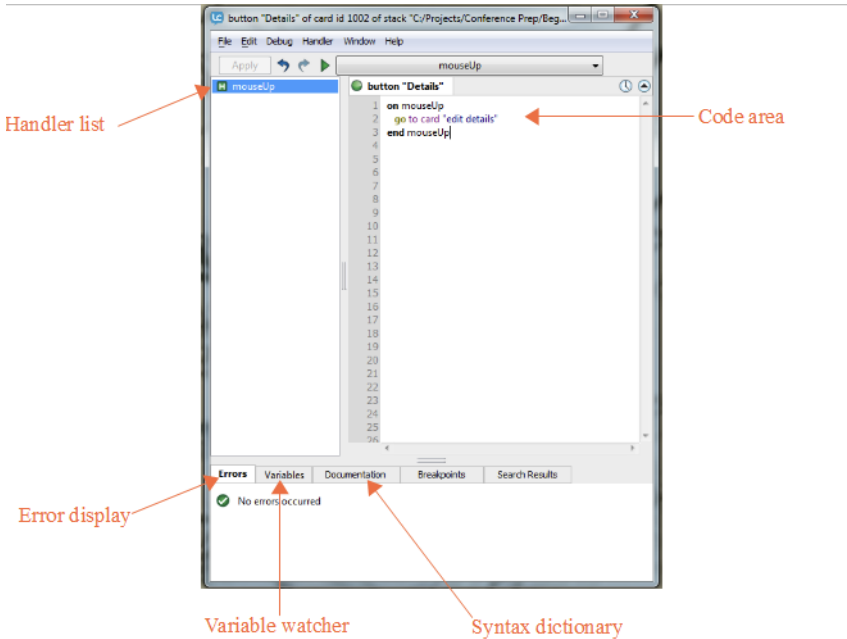 button "Details" of card id 1002 of stack "C:/Projects/Conference Prep/Beg...
File Edit Debug Handler Window Help
Apply
mouseUp
M mouseUp
button "Details"
1 on mouseUp
2 go to card "edit details"
3 end mouseUp
4
5
6
7
8
9
10
11
12
13
14
15
16
17
18
19
20
21
22
23
24
25
26
Handler list
Code area
Errors Variables Documentation Breakpoints Search Results
No errors occurred
Error display
Variable watcher
Syntax dictionary